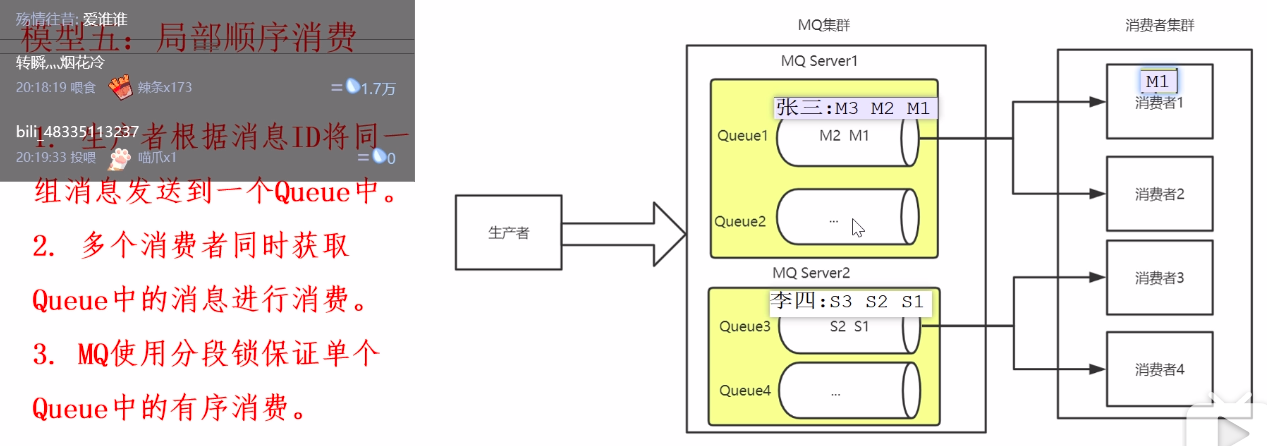 殇情往昔: 爱谁谁
模型五：局部顺序消费
转瞬灬烟花冷
20:18:19 喂食 辣条x173 = 1.7万
bili_48335113237
1. 生产者根据消息ID将同一
20:19:33 投喂 喵爪x1 = 0
组消息发送到一个Queue中。
2. 多个消费者同时获取
Queue中的消息进行消费。
3. MQ使用分段锁保证单个
Queue中的有序消费。
生产者
MQ集群
MQ Server1
张三:M3 M2 M1
Queue1
M2 M1
Queue2
...
MQ Server2
李四:S3 S2 S1
Queue3
S2 S1
Queue4
...
消费者集群
M1
消费者1
消费者2
消费者3
消费者4